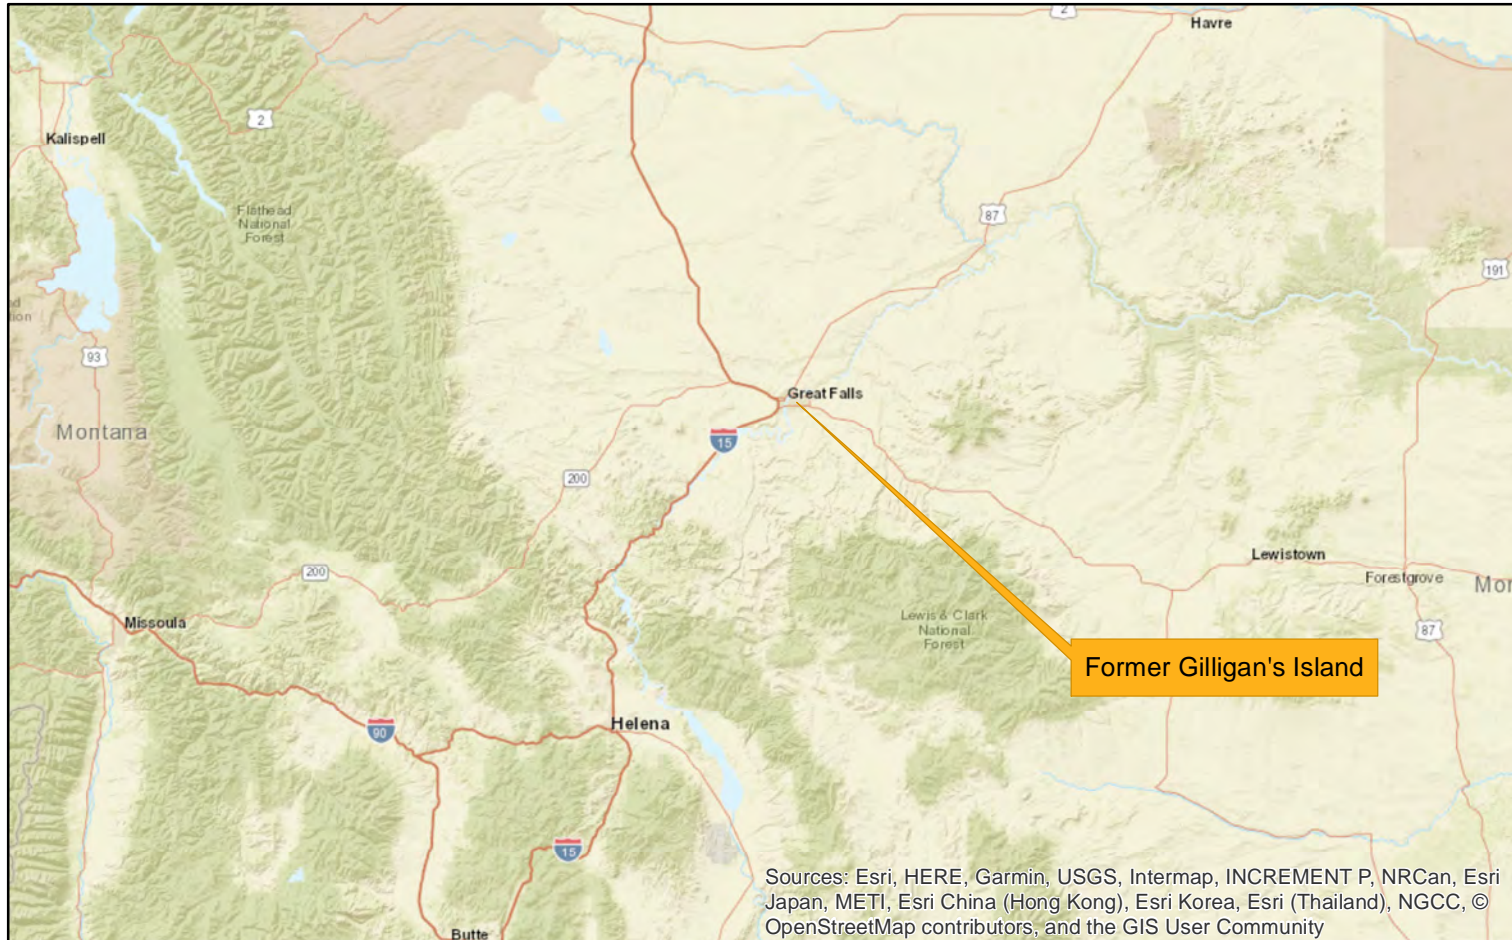 2
Havre
2
Kalispell
Flathead
National
Forest
87
191
93
Great Falls
Montana
15
200
Lewistown
200
Forestgrove
Mon
Lewis & Clark
National
Forest
Missoula
87
Former Gilligan's Island
Helena
90
15
Sources: Esri, HERE, Garmin, USGS, Intermap, INCREMENT P, NRCan, Esri
Japan, METI, Esri China (Hong Kong), Esri Korea, Esri (Thailand), NGCC, ©
OpenStreetMap contributors, and the GIS User Community
Butte